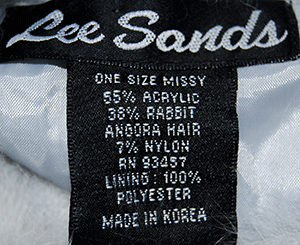 Lee Sands
ONE SIZE MISSY
55% ACRYLIC
38% RABBIT
ANGORA HAIR
7% NYLON
RN 93457
LINING: 100%
POLYESTER
MADE IN KOREA